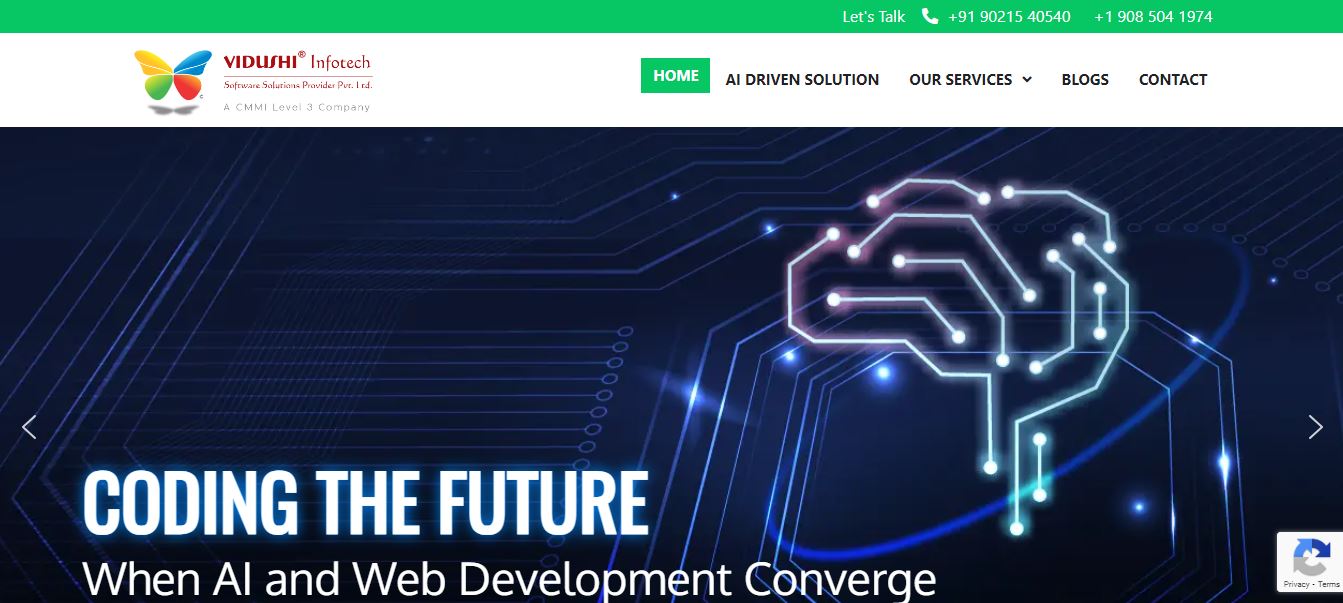 Let's Talk +91 90215 40540 +1 908 504 1974
VIDUSHI® Infotech
Software Solutions Provider Pvt. Ltd.
A CMMI Level 3 Company
HOME AI DRIVEN SOLUTION OUR SERVICES BLOGS CONTACT
CODING THE FUTURE
When AI and Web Development Converge
Privacy - Terms